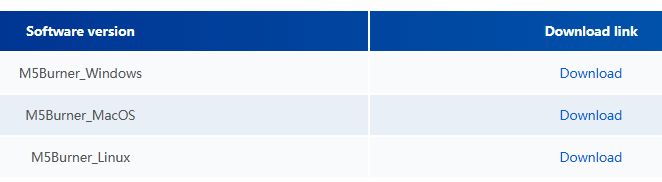 Software version Download link
M5Burner_Windows Download
M5Burner_MacOS Download
M5Burner_Linux Download